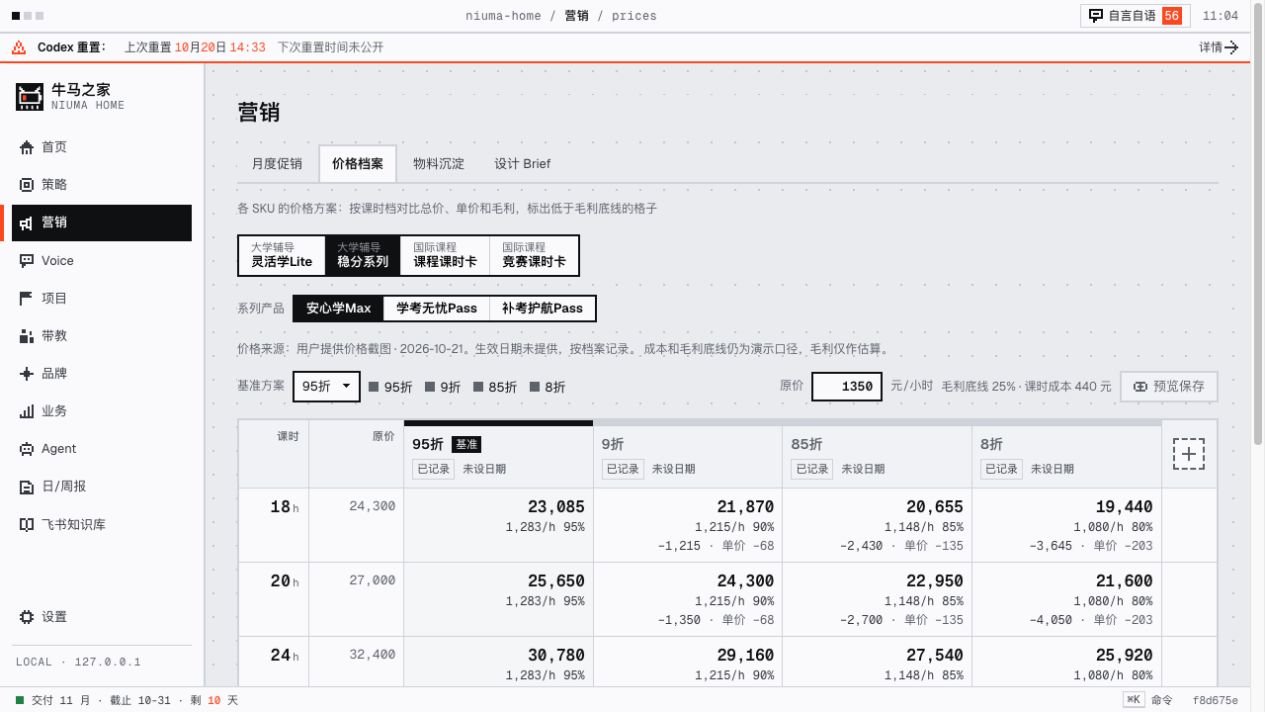 niuma-home / 营销 / prices
自言自语 56 11:04
Codex 重置： 上次重置 10月20日 14:33 下次重置时间未公开 详情
牛马之家
NIUMA HOME
首页
策略
营销
Voice
项目
带教
品牌
业务
Agent
日/周报
飞书知识库
设置
LOCAL · 127.0.0.1
营销
月度促销 价格档案 物料沉淀 设计 Brief
各 SKU 的价格方案：按课时档对比总价、单价和毛利，标出低于毛利底线的格子
大学辅导 大学辅导 国际课程 国际课程
灵活学Lite 稳分系列 课程课时卡 竞赛课时卡
系列产品 安心学Max 学考无忧Pass 补考护航Pass
价格来源：用户提供价格截图 · 2026-10-21。生效日期未提供，按档案记录。 成本和毛利底线仍为演示口径，毛利仅作估算。
基准方案 95折 95折 9折 85折 8折 原价 1350 元/小时 毛利底线 25% · 课时成本 440 元 预览保存
课时 原价 95折 基准 9折 85折 8折
已记录 未设日期 已记录 未设日期 已记录 未设日期 已记录 未设日期
18h 24,300 23,085 21,870 20,655 19,440
1,283/h 95% 1,215/h 90% 1,148/h 85% 1,080/h 80%
−1,215 · 单价 −68 −2,430 · 单价 −135 −3,645 · 单价 −203
20h 27,000 25,650 24,300 22,950 21,600
1,283/h 95% 1,215/h 90% 1,148/h 85% 1,080/h 80%
−1,350 · 单价 −68 −2,700 · 单价 −135 −4,050 · 单价 −203
24h 32,400 30,780 29,160 27,540 25,920
1,283/h 95% 1,215/h 90% 1,148/h 85% 1,080/h 80%
交付 11 月 · 截止 10-31 · 剩 10 天 ⌘K 命令 f8d675e